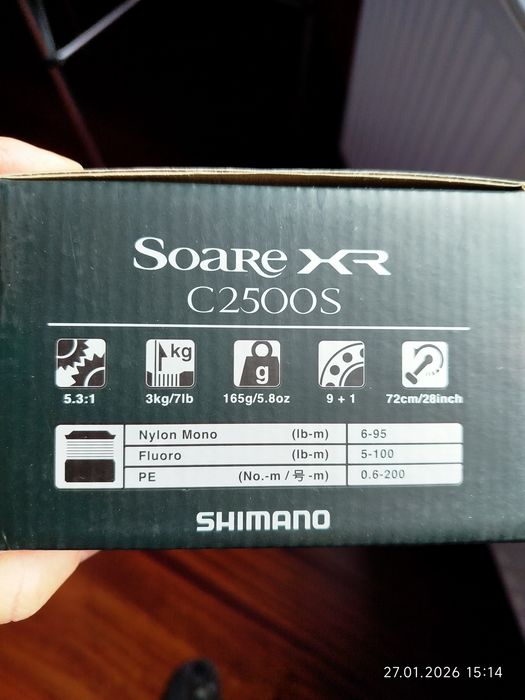 Soare XR
C2500S
kg
g
5.3:1
3kg/7lb
165g/5.8oz
9 + 1
72cm/28inch
Nylon Mono (lb-m) 6-95
Fluoro (lb-m) 5-100
PE (No.-m / 号 -m) 0.6-200
SHIMANO
27.01.2026 15:14